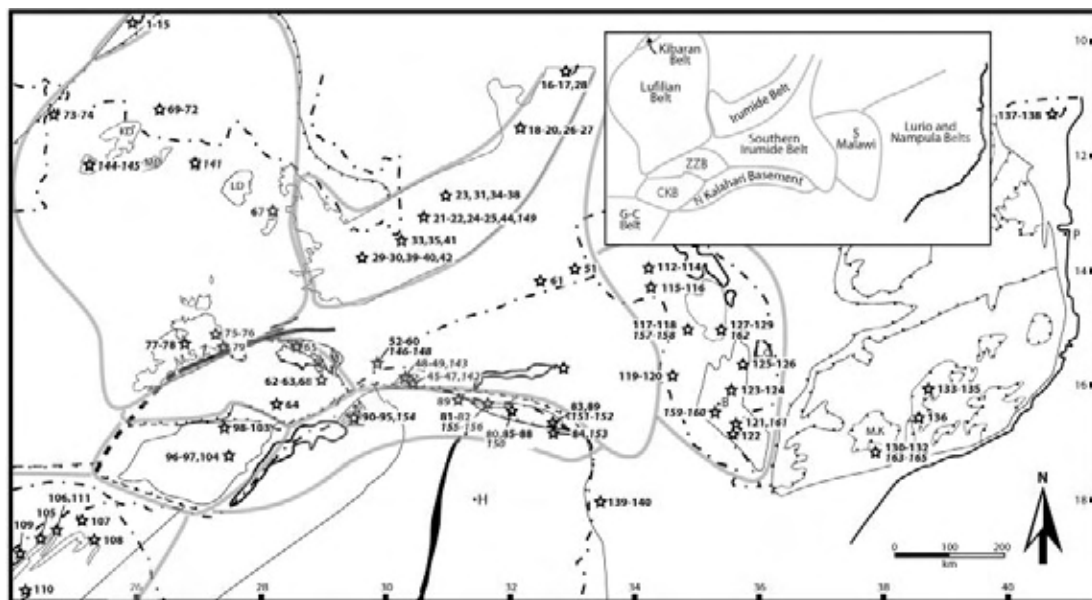 1-15
10
Kibaran
Belt
Lufilian
Belt
Irumide Belt
Southern
Irumide Belt
S
Malawi
Lurio and
Nampula Belts
ZZB
CKB
N Kalahari Basement
G-C
Belt
16-17,28
73-74
69-72
KD
MD
144-145
141
LD
67
18-20, 26-27
137-138
12
23, 31, 34-38
21-22, 24-25,44,149
33,35,41
29-30, 39-40, 42
P
14
61
51
112-114
115-116
75-76
77-78
79
65
52-60
146-148
48-49,143
45-47,142
117-118
157-158
127-129
162
125-126
119-120
123-124
133-135
16
62-63,68
64
90-95,154
89
81-82
155-156
80,85-88
150
83,89
151-152
84,153
159-160
B
121,161
122
136
M.K
130-132
163-165
98-103
96-97,104
106,111
105
107
109
108
110
H
139-140
N
18
0 100 200
km
26
28
30
32
34
36
38
40